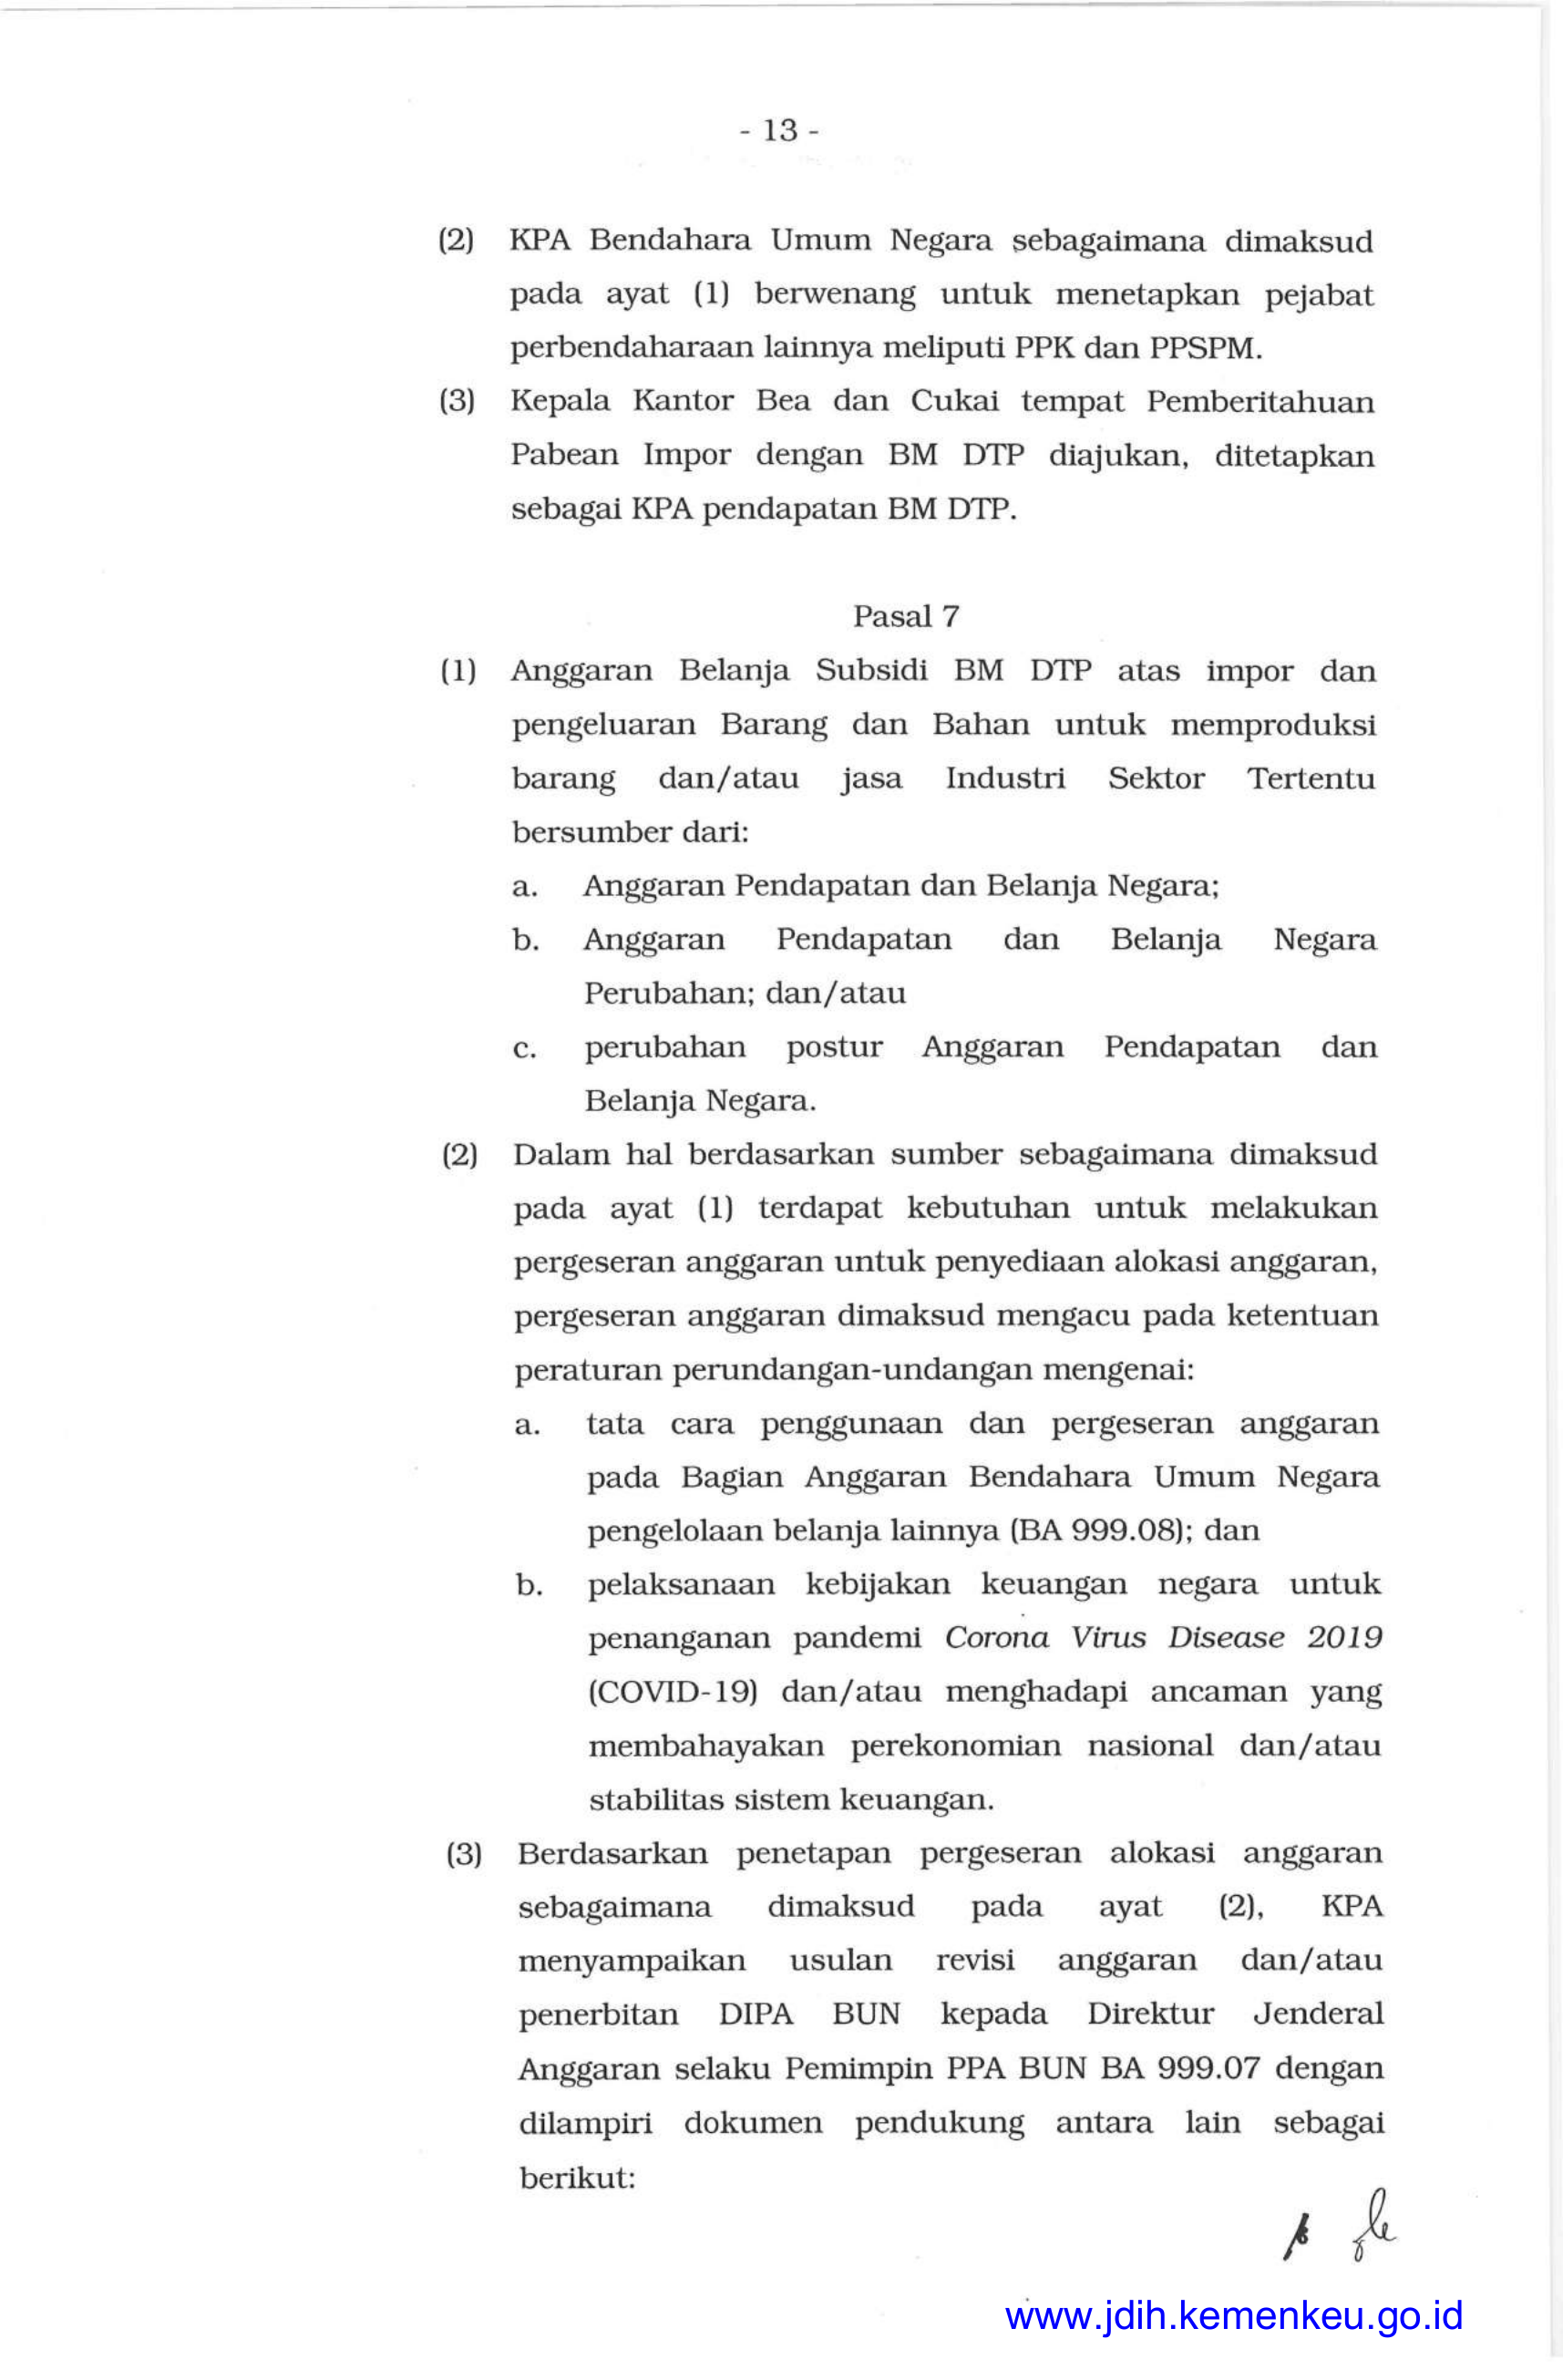 - 13 -
(2) KPA Bendahara Umum Negara sebagaimana dimaksud
pada ayat (1) berwenang untuk menetapkan pejabat
perbendaharaan lainnya meliputi PPK dan PPSPM.
(3) Kepala Kantor Bea dan Cukai tempat Pemberitahuan
Pabean Impor dengan BM DTP diajukan, ditetapkan
sebagai KPA pendapatan BM DTP.
Pasal 7
(1) Anggaran Belanja Subsidi BM DTP atas impor dan
pengeluaran Barang dan Bahan untuk memproduksi
barang dan/atau jasa Industri Sektor Tertentu
bersumber dari:
a. Anggaran Pendapatan dan Belanja Negara;
b. Anggaran Pendapatan dan Belanja Negara
Perubahan; dan/atau
c. perubahan postur Anggaran Pendapatan dan
Belanja Negara.
(2) Dalam hal berdasarkan sumber sebagaimana dimaksud
pada ayat (1) terdapat kebutuhan untuk melakukan
pergeseran anggaran untuk penyediaan alokasi anggaran,
pergeseran anggaran dimaksud mengacu pada ketentuan
peraturan perundangan-undangan mengenai:
a. tata cara penggunaan dan pergeseran anggaran
pada Bagian Anggaran Bendahara Umum Negara
pengelolaan belanja lainnya (BA 999.08); dan
b. pelaksanaan kebijakan keuangan negara untuk
penanganan pandemi Corona Virus Disease 2019
(COVID-19) dan/atau menghadapi ancaman yang
membahayakan perekonomian nasional dan/atau
stabilitas sistem keuangan.
(3) Berdasarkan penetapan pergeseran alokasi anggaran
sebagaimana dimaksud pada ayat (2), KPA
menyampaikan usulan revisi anggaran dan/atau
penerbitan DIPA BUN kepada Direktur Jenderal
Anggaran selaku Pemimpin PPA BUN BA 999.07 dengan
dilampiri dokumen pendukung antara lain sebagai
berikut:
www.jdih.kemenkeu.go.id